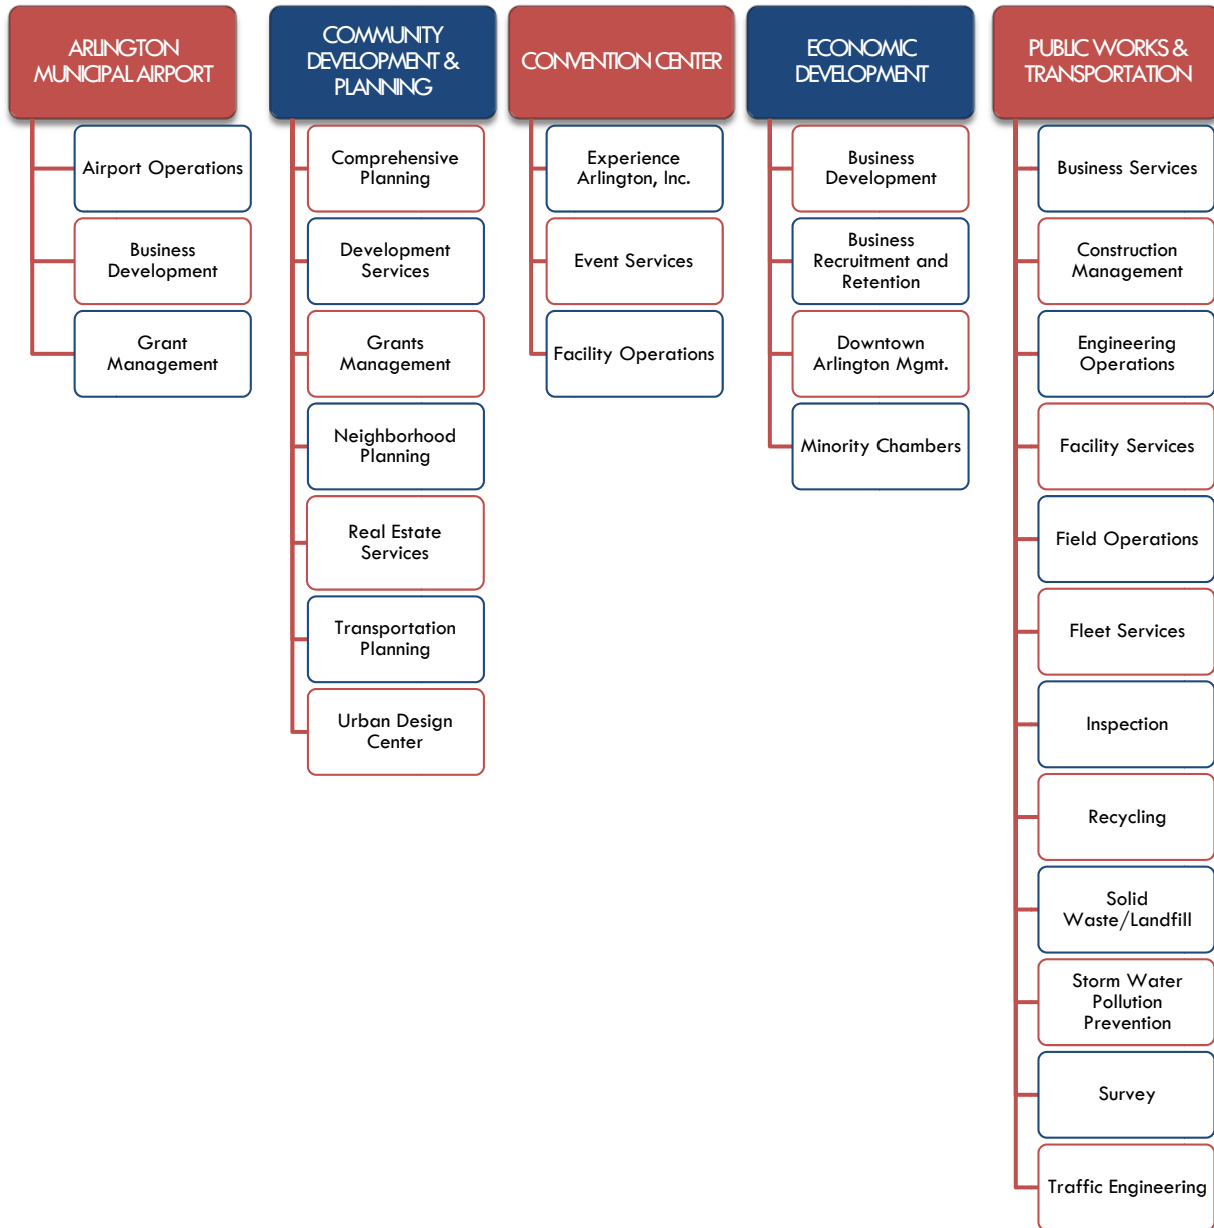 ARLINGTON
MUNICIPAL AIRPORT
Airport Operations
Business
Development
Grant
Management
COMMUNITY
DEVELOPMENT &
PLANNING
Comprehensive
Planning
Development
Services
Grants
Management
Neighborhood
Planning
Real Estate
Services
Transportation
Planning
Urban Design
Center
CONVENTION CENTER
Experience
Arlington, Inc.
Event Services
Facility Operations
ECONOMIC
DEVELOPMENT
Business
Development
Business
Recruitment and
Retention
Downtown
Arlington Mgmt.
Minority Chambers
PUBLIC WORKS &
TRANSPORTATION
Business Services
Construction
Management
Engineering
Operations
Facility Services
Field Operations
Fleet Services
Inspection
Recycling
Solid
Waste/Landfill
Storm Water
Pollution
Prevention
Survey
Traffic Engineering